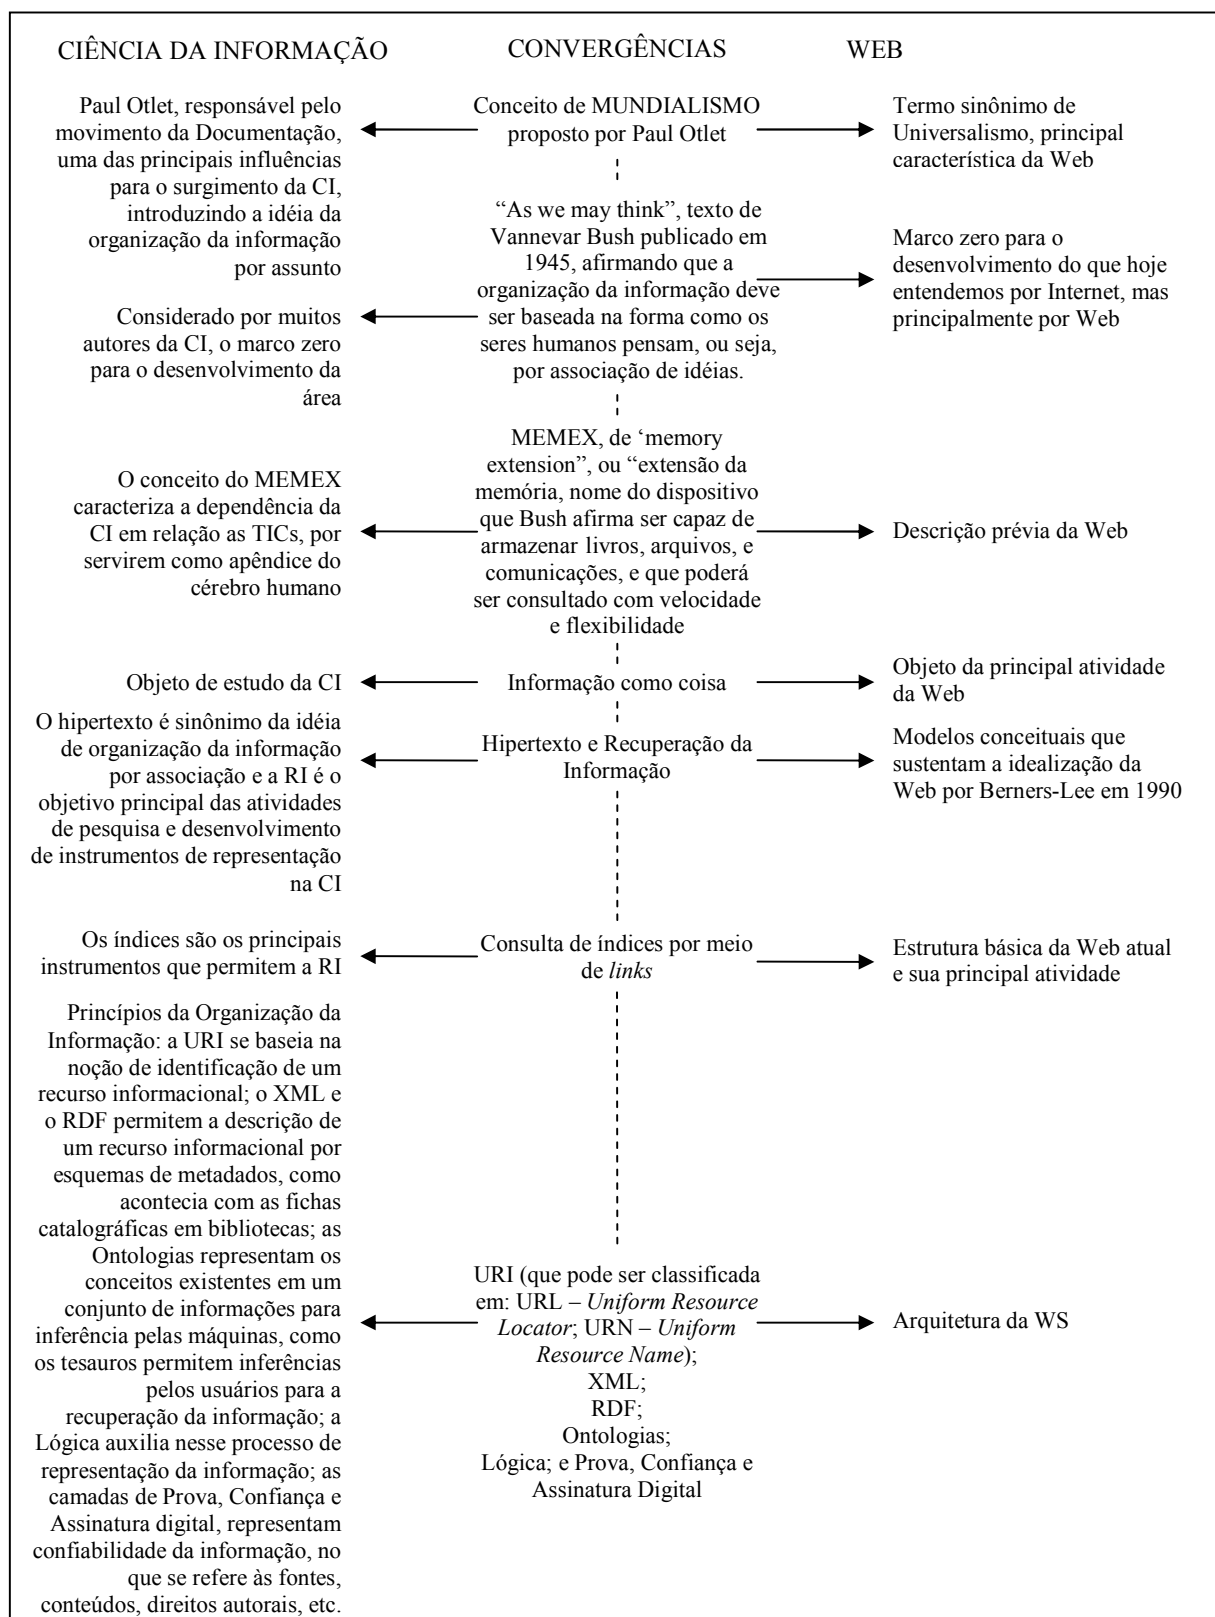 CIÊNCIA DA INFORMAÇÃO
CONVERGÊNCIAS
WEB
Paul Otlet, responsável pelo
movimento da Documentação,
uma das principais influências
para o surgimento da CI,
introduzindo a idéia da
organização da informação
por assunto
Conceito de MUNDIALISMO
proposto por Paul Otlet
Termo sinônimo de
Universalismo, principal
característica da Web
Considerado por muitos
autores da CI, o marco zero
para o desenvolvimento da
área
“As we may think”, texto de
Vannevar Bush publicado em
1945, afirmando que a
organização da informação deve
ser baseada na forma como os
seres humanos pensam, ou seja,
por associação de idéias.
Marco zero para o
desenvolvimento do que hoje
entendemos por Internet, mas
principalmente por Web
O conceito do MEMEX
caracteriza a dependência da
CI em relação as TICs, por
servirem como apêndice do
cérebro humano
MEMEX, de ‘memory
extension”, ou “extensão da
memória, nome do dispositivo
que Bush afirma ser capaz de
armazenar livros, arquivos, e
comunicações, e que poderá
ser consultado com velocidade
e flexibilidade
Descrição prévia da Web
Objeto de estudo da CI
Informação como coisa
Objeto da principal atividade
da Web
O hipertexto é sinônimo da idéia
de organização da informação
por associação e a RI é o
objetivo principal das atividades
de pesquisa e desenvolvimento
de instrumentos de representação
na CI
Hipertexto e Recuperação da
Informação
Modelos conceituais que
sustentam a idealização da
Web por Berners-Lee em 1990
Os índices são os principais
instrumentos que permitem a RI
Consulta de índices por meio
de links
Estrutura básica da Web atual
e sua principal atividade
Princípios da Organização da
Informação: a URI se baseia na
noção de identificação de um
recurso informacional; o XML e
o RDF permitem a descrição de
um recurso informacional por
esquemas de metadados, como
acontecia com as fichas
catalográficas em bibliotecas; as
Ontologias representam os
conceitos existentes em um
conjunto de informações para
inferência pelas máquinas, como
os tesauros permitem inferências
pelos usuários para a
recuperação da informação; a
Lógica auxilia nesse processo de
representação da informação; as
camadas de Prova, Confiança e
Assinatura digital, representam
confiabilidade da informação, no
que se refere às fontes,
conteúdos, direitos autorais, etc.
URI (que pode ser classificada
em: URL – Uniform Resource
Locator; URN – Uniform
Resource Name);
XML;
RDF;
Ontologias;
Lógica; e Prova, Confiança e
Assinatura Digital
Arquitetura da WS